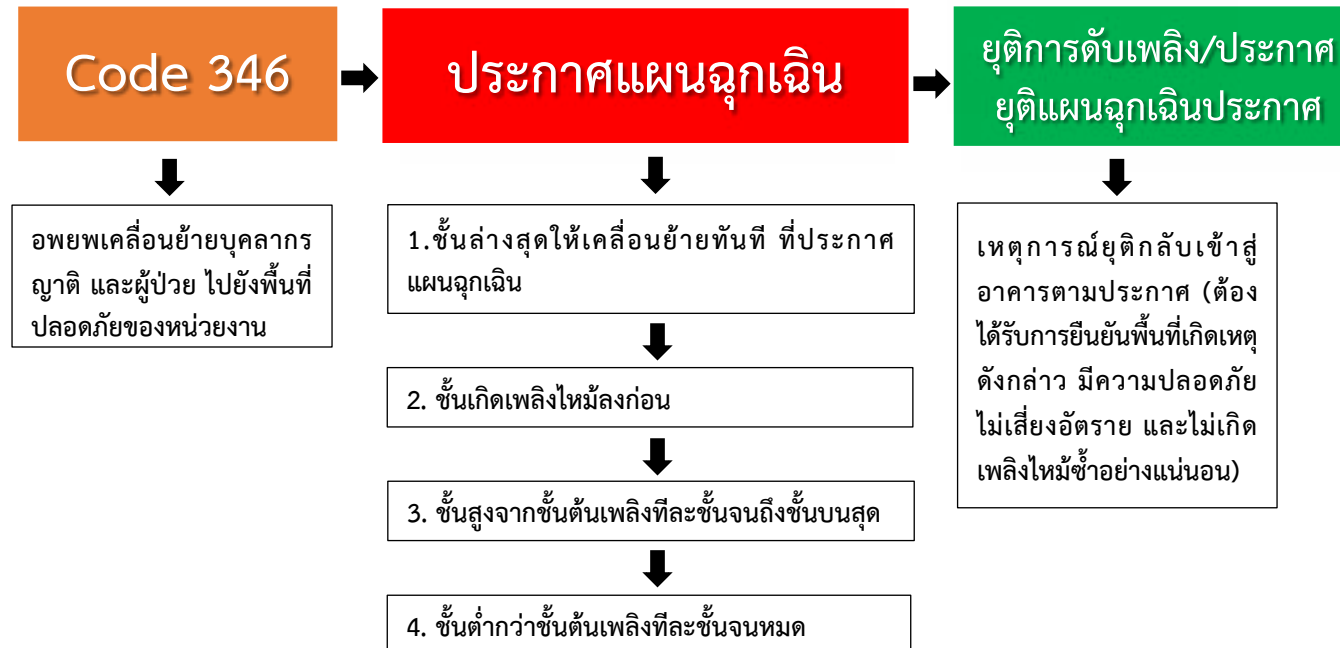 Code 346
ประกาศแผนฉุกเฉิน
ยุติการดับเพลิง/ประกาศ
ยุติแผนฉุกเฉินประกาศ
อพยพเคลื่อนย้ายบุคลากร
ญาติ และผู้ป่วย ไปยังพื้นที่
ปลอดภัยของหน่วยงาน
1.ชั้นล่างสุดให้เคลื่อนย้ายทันที ที่ประกาศ
แผนฉุกเฉิน
2. ชั้นเกิดเพลิงไหม้ลงก่อน
3. ชั้นสูงจากชั้นต้นเพลิงทีละชั้นจนถึงชั้นบนสุด
4. ชั้นต่ำกว่าชั้นต้นเพลิงทีละชั้นจนหมด
เหตุการณ์ยุติกลับเข้าสู่
อาคารตามประกาศ (ต้อง
ได้รับการยืนยันพื้นที่เกิดเหตุ
ดังกล่าว มีความปลอดภัย
ไม่เสี่ยงอัตราย และไม่เกิด
เพลิงไหม้ซ้ำอย่างแน่นอน)